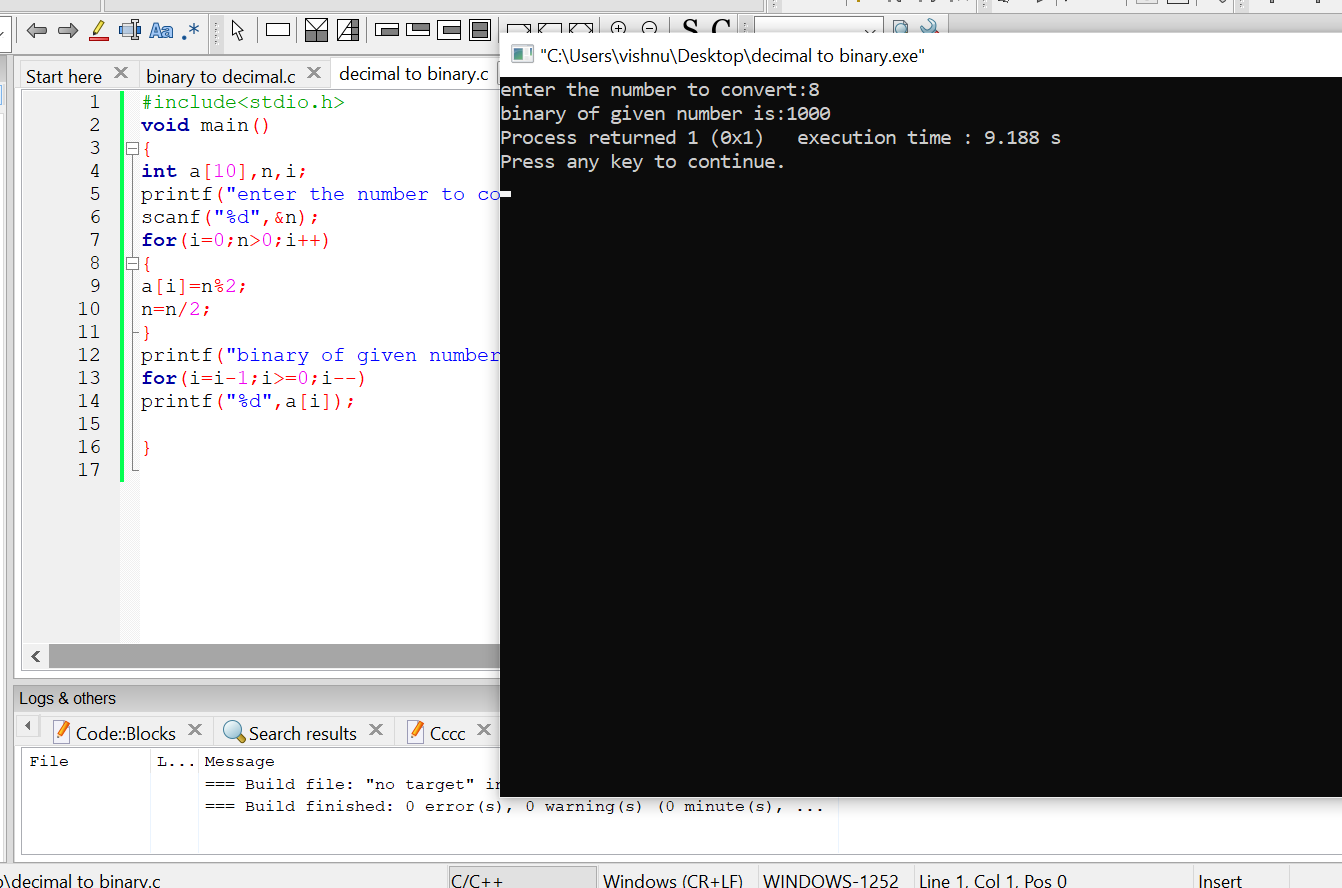 Aa .*
S C
Start here
binary to decimal.c
decimal to binary.c
1 #include<stdio.h>
2 void main()
3 {
4 int a[10],n,i;
5 printf("enter the number to co
6 scanf("%d",&n);
7 for(i=0;n>0;i++)
8 {
9 a[i]=n%2;
10 n=n/2;
11 }
12 printf("binary of given number
13 for(i=i-1;i>=0;i--)
14 printf("%d",a[i]);
15
16 }
17
"C:\Users\vishnu\Desktop\decimal to binary.exe"
enter the number to convert:8
binary of given number is:1000
Process returned 1 (0x1)   execution time : 9.188 s
Press any key to continue.
Logs & others
Code::Blocks
Search results
Cccc
File L... Message
=== Build file: "no target" in
=== Build finished: 0 error(s), 0 warning(s) (0 minute(s), ...
\decimal to binary.c C/C++ Windows (CR+LF) WINDOWS-1252 Line 1, Col 1, Pos 0 Insert